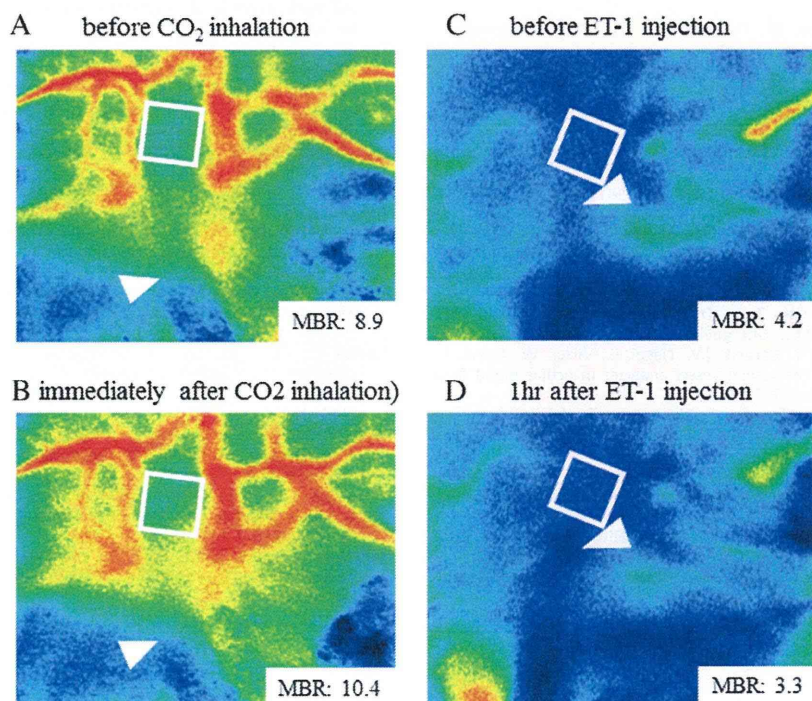 A before CO₂ inhalation
MBR: 8.9
B immediately after CO2 inhalation)
MBR: 10.4
C before ET-1 injection
MBR: 4.2
D 1hr after ET-1 injection
MBR: 3.3